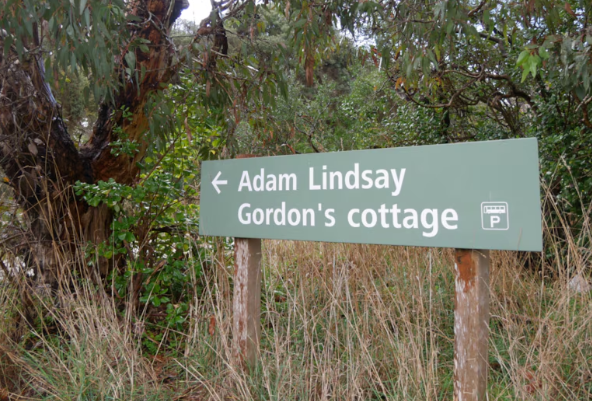 ← Adam Lindsay
Gordon's cottage
P